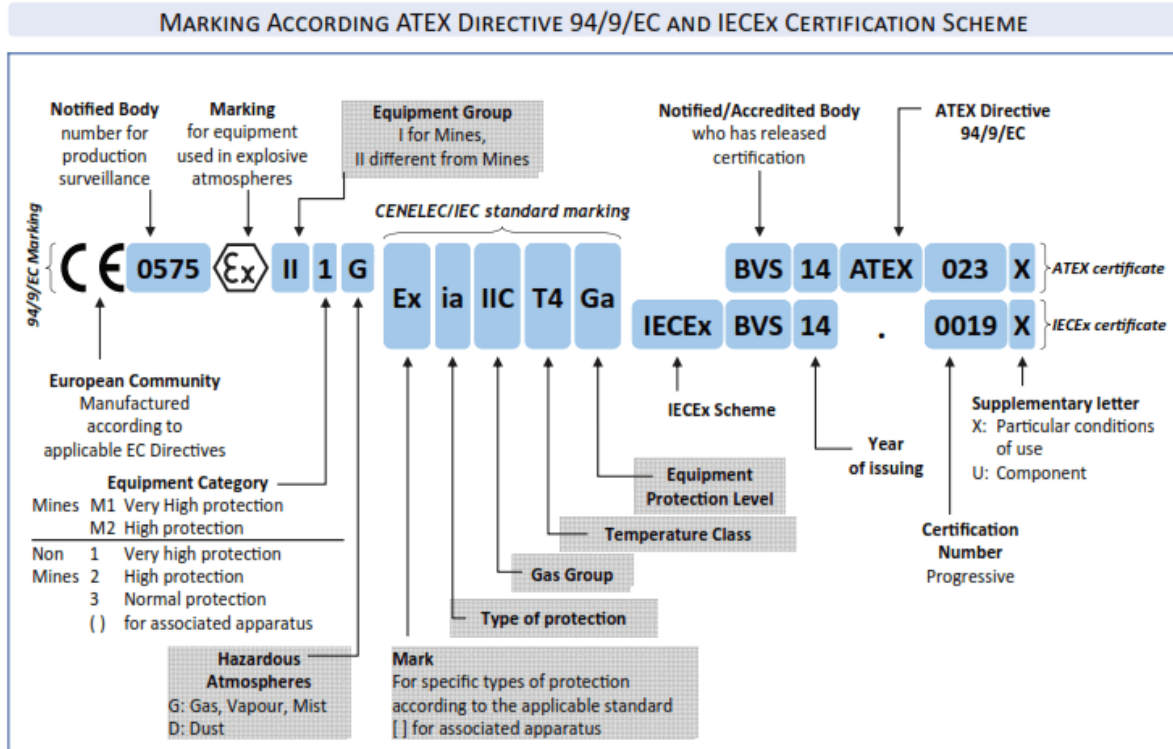 MARKING ACCORDING ATEX DIRECTIVE 94/9/EC AND IECEX CERTIFICATION SCHEME
Notified Body
number for
production
surveillance
Marking
for equipment
used in explosive
atmospheres
Equipment Group
I for Mines,
II different from Mines
Notified/Accredited Body
who has released
certification
ATEX Directive
94/9/EC
CENELEC/IEC standard marking
94/9/EC Marking
CE 0575 Ex II 1 G
Ex ia IIC T4 Ga
BVS 14 ATEX 023 X
ATEX certificate
IECEx BVS 14 . 0019 X
IECEx certificate
European Community
Manufactured
according to
applicable EC Directives
IECEx Scheme
Year
of issuing
Supplementary letter
X: Particular conditions
of use
U: Component
Equipment Category
Mines M1 Very High protection
M2 High protection
Non 1 Very high protection
Mines 2 High protection
3 Normal protection
( ) for associated apparatus
Equipment
Protection Level
Temperature Class
Gas Group
Type of protection
Certification
Number
Progressive
Hazardous
Atmospheres
G: Gas, Vapour, Mist
D: Dust
Mark
For specific types of protection
according to the applicable standard
[ ] for associated apparatus